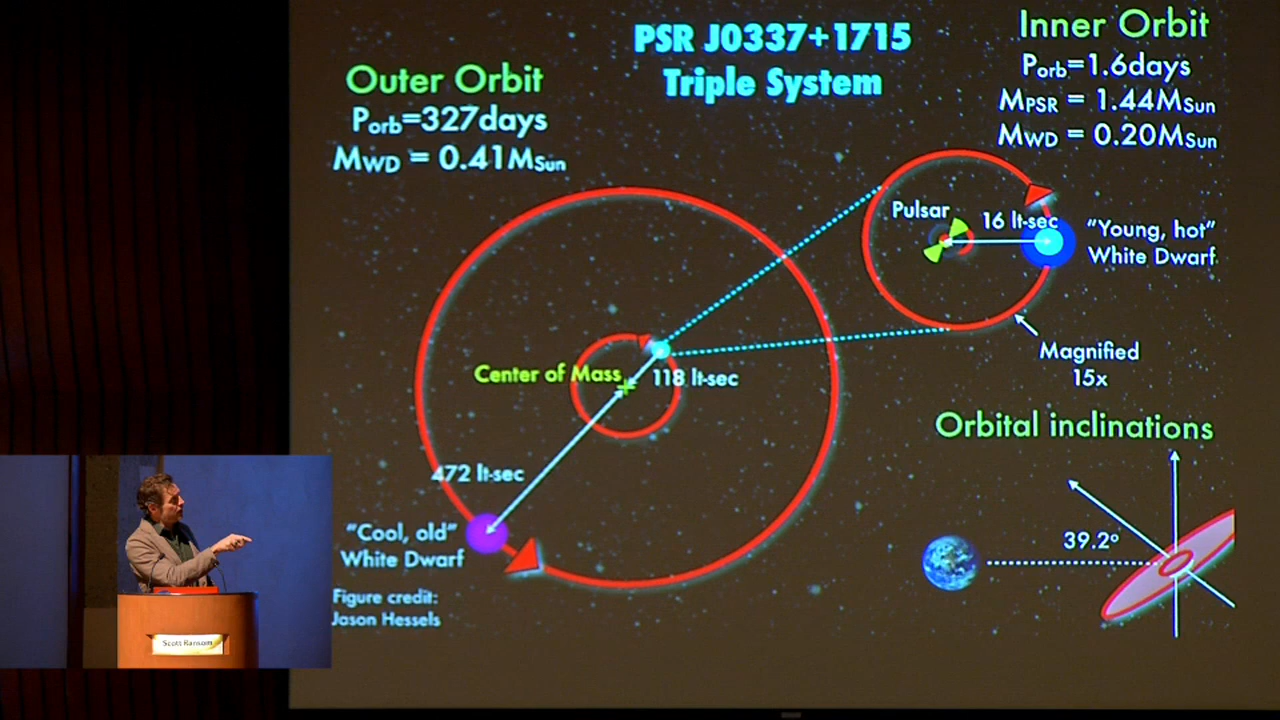 PSR J0337+1715
Triple System
Outer Orbit
Porb=327days
MWD = 0.41MSun
Inner Orbit
Porb=1.6days
MPSR = 1.44MSun
MWD = 0.20MSun
Pulsar
16 lt-sec
"Young, hot"
White Dwarf
Magnified
15x
Center of Mass
118 lt-sec
472 lt-sec
"Cool, old"
White Dwarf
Figure credit:
Jason Hessels
Orbital inclinations
39.2°
Scott Ransom